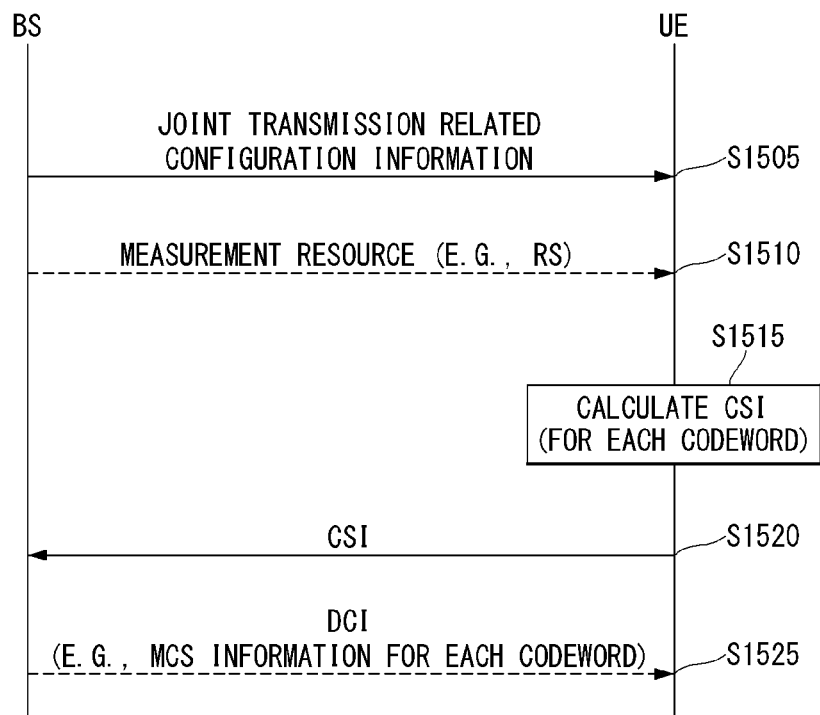 BS
UE
JOINT TRANSMISSION RELATED
CONFIGURATION INFORMATION
S1505
MEASUREMENT RESOURCE (E.G., RS)
S1510
S1515
CALCULATE CSI
(FOR EACH CODEWORD)
CSI
S1520
DCI
(E.G., MCS INFORMATION FOR EACH CODEWORD)
S1525